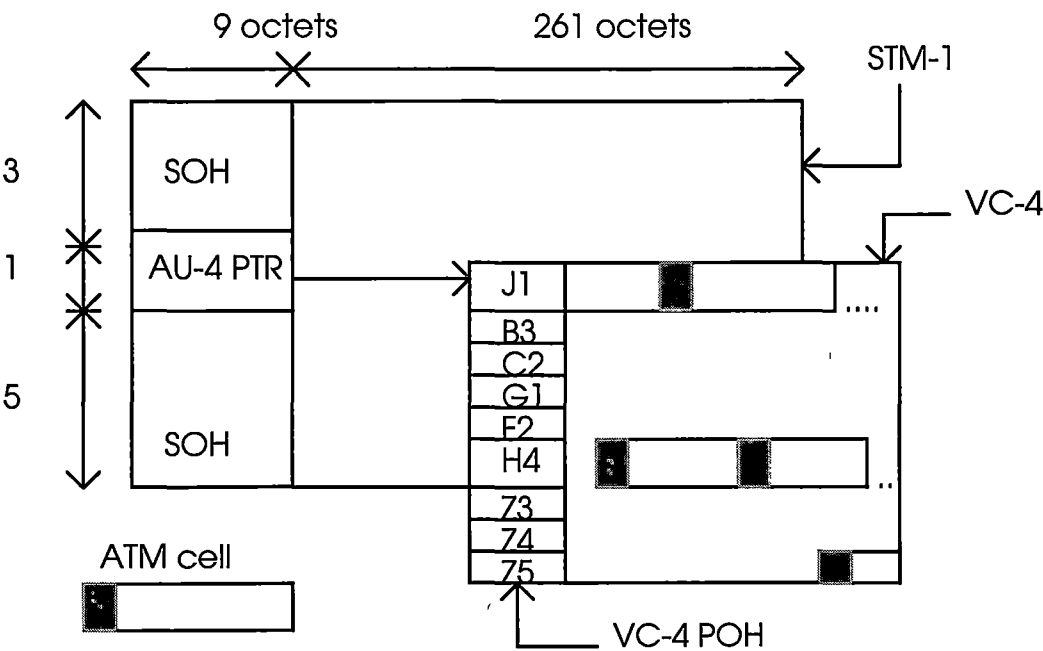 9 octets
261 octets
STM-1
3
SOH
VC-4
1
AU-4 PTR
J1
....
B3
C2
G1
5
F2
SOH
H4
..
Z3
Z4
ATM cell
Z5
VC-4 POH